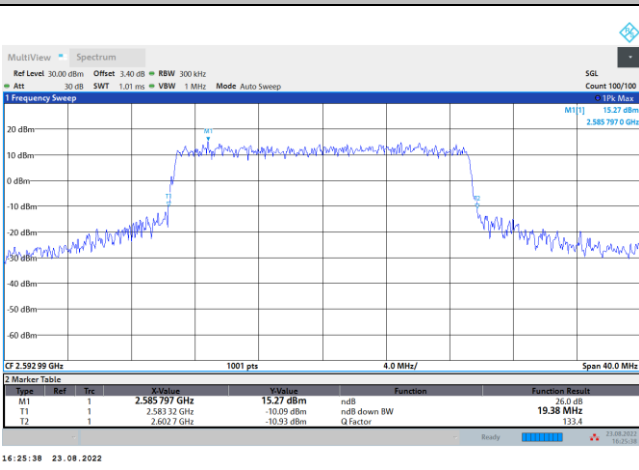 MultiView Spectrum
Ref Level 30.00 dBm Offset 3.40 dB RBW 300 kHz SGL
Att 30 dB SWT 1.01 ms VBW 1 MHz Mode Auto Sweep Count 100/100
1 Frequency Sweep 1Pk Max
M1[1] 15.27 dBm
2.585 797 0 GHz
M1
20 dBm
10 dBm
0 dBm
T1
T2
-10 dBm
-20 dBm
-30 dBm
-40 dBm
-50 dBm
-60 dBm
CF 2.592 99 GHz 1001 pts 4.0 MHz/ Span 40.0 MHz
2 Marker Table
Type Ref Trc X-Value Y-Value Function Function Result
M1 1 2.585 797 GHz 15.27 dBm ndB 26.0 dB
T1 1 2.583 32 GHz -10.09 dBm ndB down BW 19.38 MHz
T2 1 2.602 7 GHz -10.93 dBm Q Factor 133.4
Ready 23.08.2022
16:25:38
16:25:38 23.08.2022